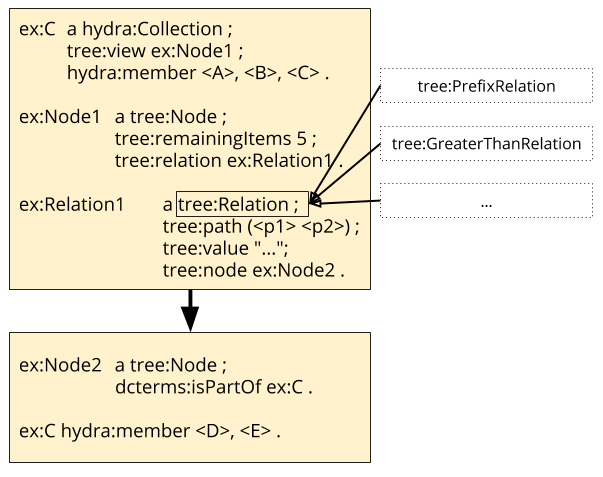 ex:C a hydra:Collection ;
tree:view ex:Node1 ;
hydra:member <A>, <B>, <C> .
ex:Node1 a tree:Node ;
tree:remainingItems 5 ;
tree:relation ex:Relation1 .
ex:Relation1 a tree:Relation ;
tree:path (<p1> <p2>) ;
tree:value "...";
tree:node ex:Node2 .
tree:PrefixRelation
tree:GreaterThanRelation
...
ex:Node2 a tree:Node ;
dcterms:isPartOf ex:C .
ex:C hydra:member <D>, <E> .